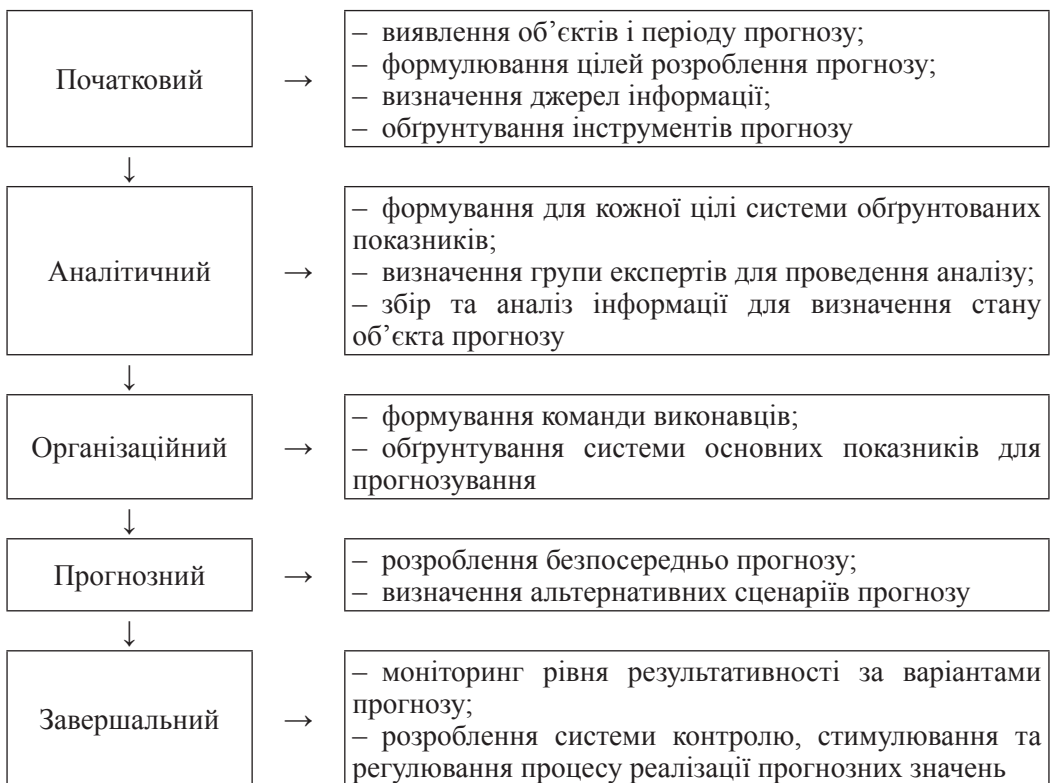 Початковий
→
– виявлення об’єктів і періоду прогнозу;
– формулювання цілей розроблення прогнозу;
– визначення джерел інформації;
– обґрунтування інструментів прогнозу
↓
Аналітичний
→
– формування для кожної цілі системи обґрунтованих
показників;
– визначення групи експертів для проведення аналізу;
– збір та аналіз інформації для визначення стану
об’єкта прогнозу
↓
Організаційний
→
– формування команди виконавців;
– обґрунтування системи основних показників для
прогнозування
↓
Прогнозний
→
– розроблення безпосередньо прогнозу;
– визначення альтернативних сценаріїв прогнозу
↓
Завершальний
→
– моніторинг рівня результативності за варіантами
прогнозу;
– розроблення системи контролю, стимулювання та
регулювання процесу реалізації прогнозних значень